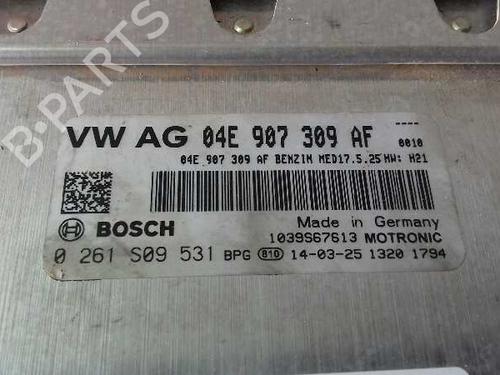 VW AG 04E 907 309 AF ----
0010
04E 907 309 AF BENZIN MED17.5.25 HW: H21
BOSCH
Made in Germany
1039S67613 MOTRONIC
0 261 S09 531 BPG 810 14-03-25 1320 1794
B-PARTS